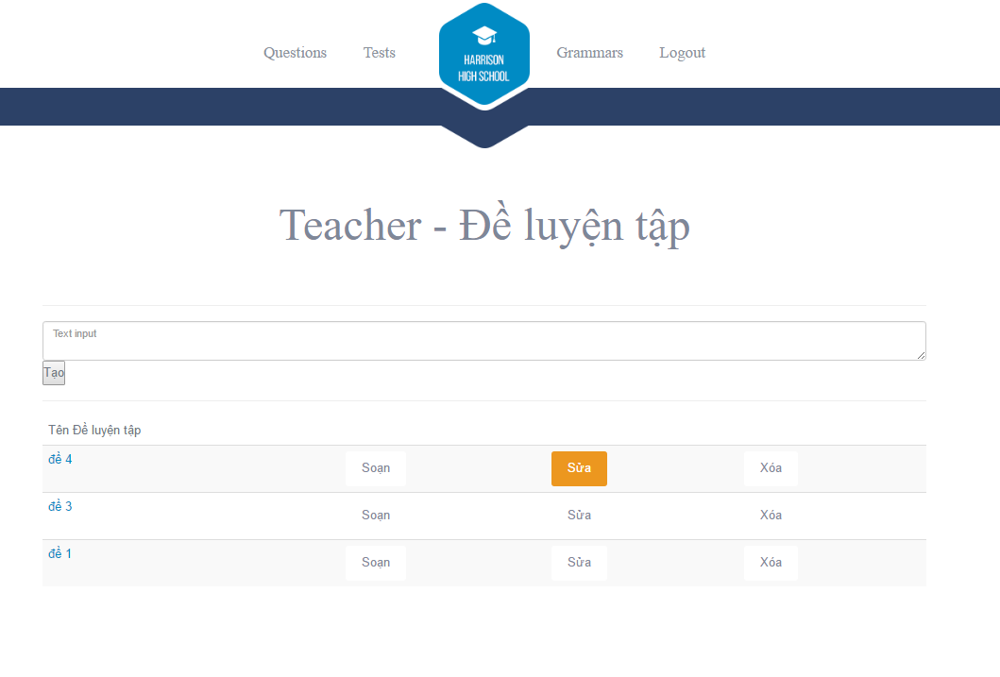 Questions Tests HARRISON HIGH SCHOOL Grammars Logout
Teacher - Đề luyện tập
Text input
Tạo
Tên Đề luyện tập
đề 4 Soạn Sửa Xóa
đề 3 Soạn Sửa Xóa
đề 1 Soạn Sửa Xóa